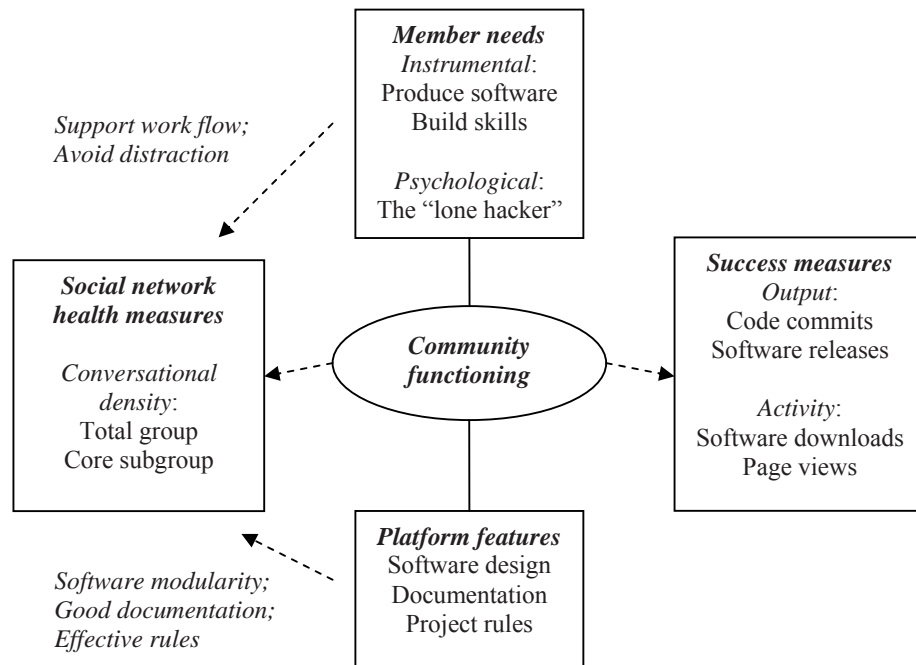 Member needs
Instrumental:
Produce software
Build skills
Psychological:
The “lone hacker”
Support work flow;
Avoid distraction
Social network
health measures
Conversational
density:
Total group
Core subgroup
Community
functioning
Success measures
Output:
Code commits
Software releases
Activity:
Software downloads
Page views
Platform features
Software design
Documentation
Project rules
Software modularity;
Good documentation;
Effective rules